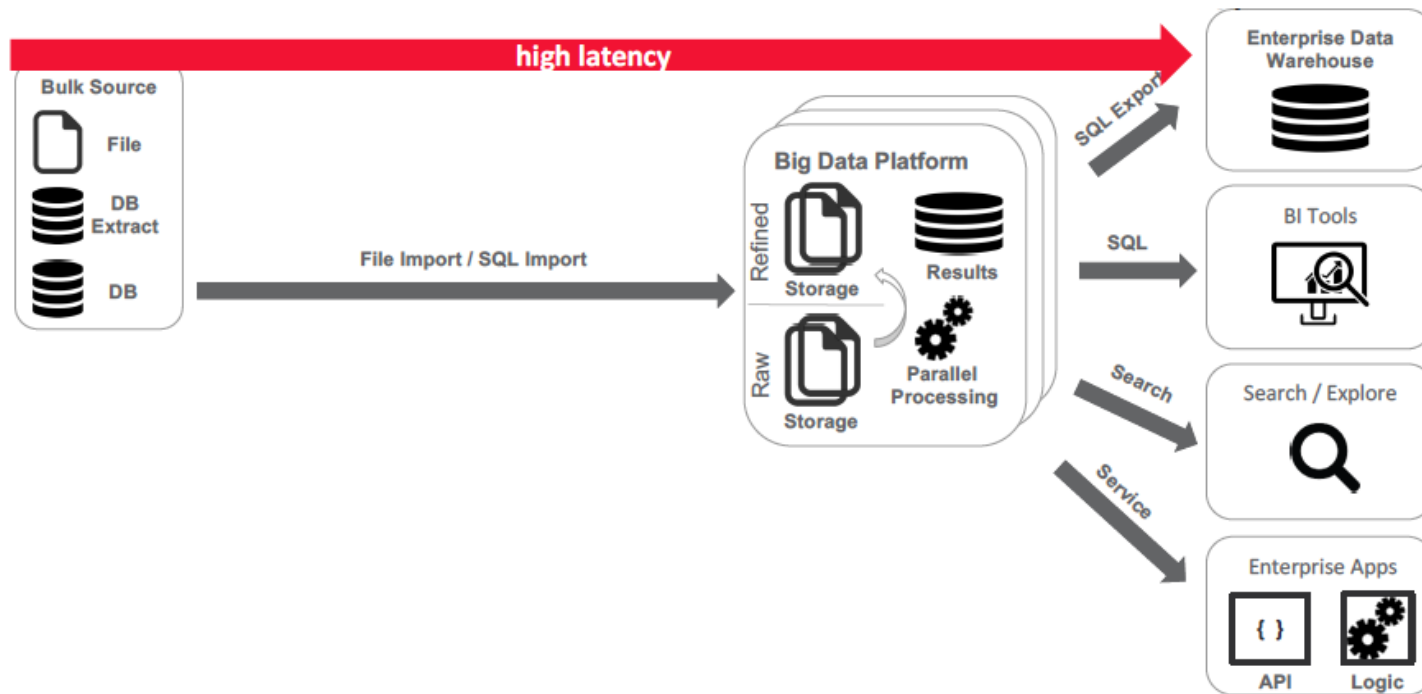 high latency
Bulk Source
File
DB
Extract
DB
File Import / SQL Import
Big Data Platform
Refined
Storage
Results
Raw
Storage
Parallel
Processing
SQL Export
SQL
Search
Service
Enterprise Data
Warehouse
BI Tools
Search / Explore
Enterprise Apps
{ }
API
Logic